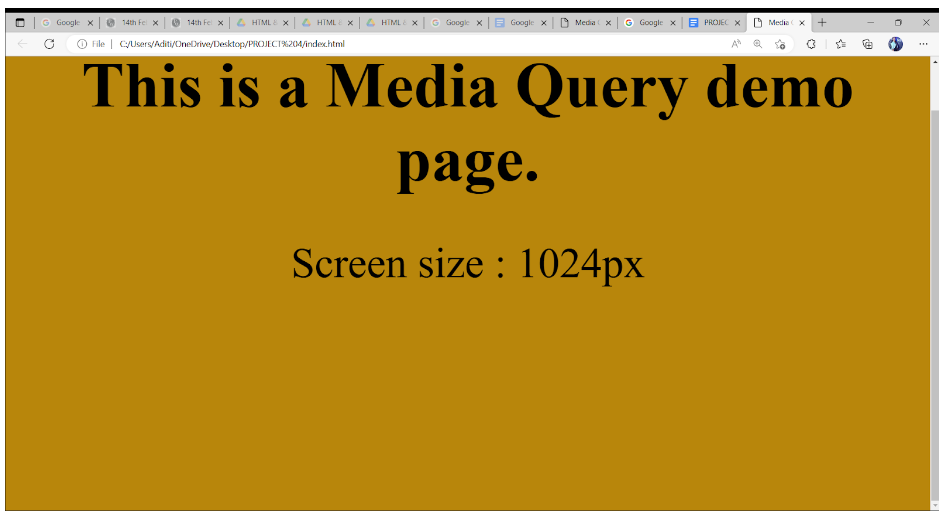 Google
14th Fe
14th Fe
HTML &
HTML &
HTML &
Google
Google
Media
Google
PROJEC
Media
File | C:/Users/Aditi/OneDrive/Desktop/PROJECT%204/index.html
This is a Media Query demo
page.
Screen size : 1024px